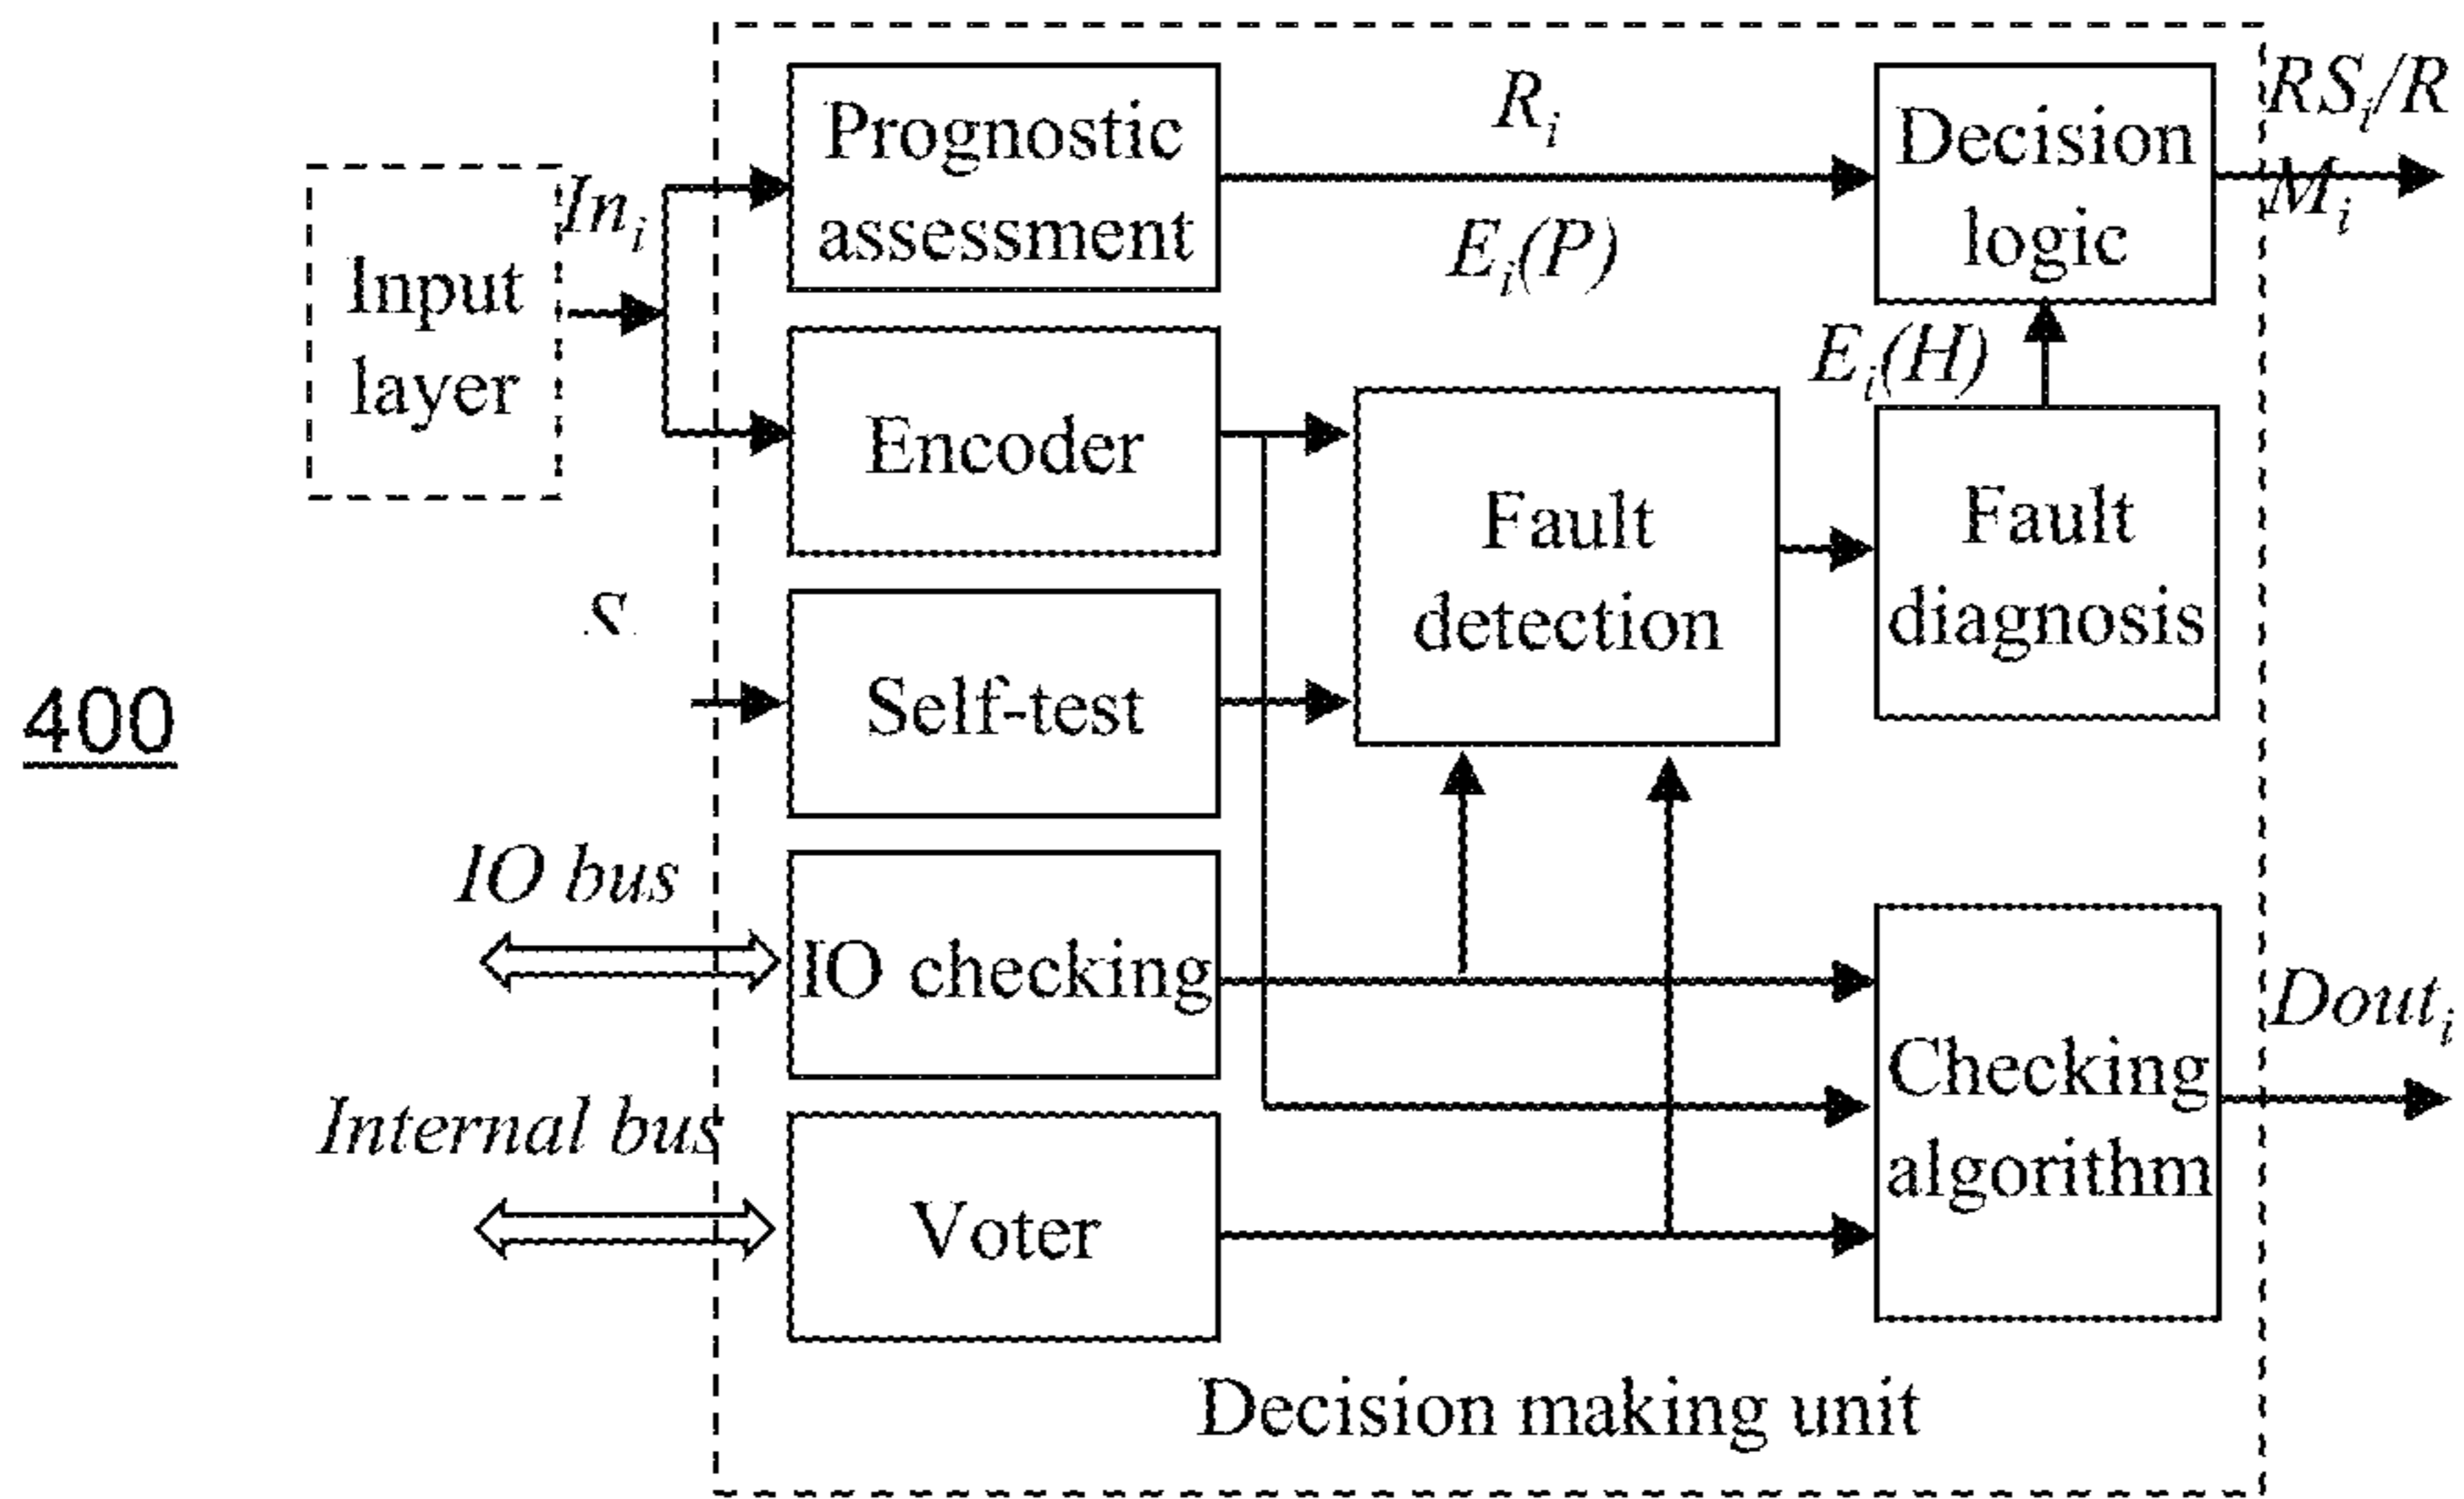 Prognostic
assessment
R_i
E_i(P)
Decision
logic
RS_i/R
M_i
In_i
Input
layer
Encoder
E_i(H)
Fault
detection
Fault
diagnosis
S
Self-test
400
IO bus
IO checking
Internal bus
Voter
Checking
algorithm
Dout_i
Decision making unit